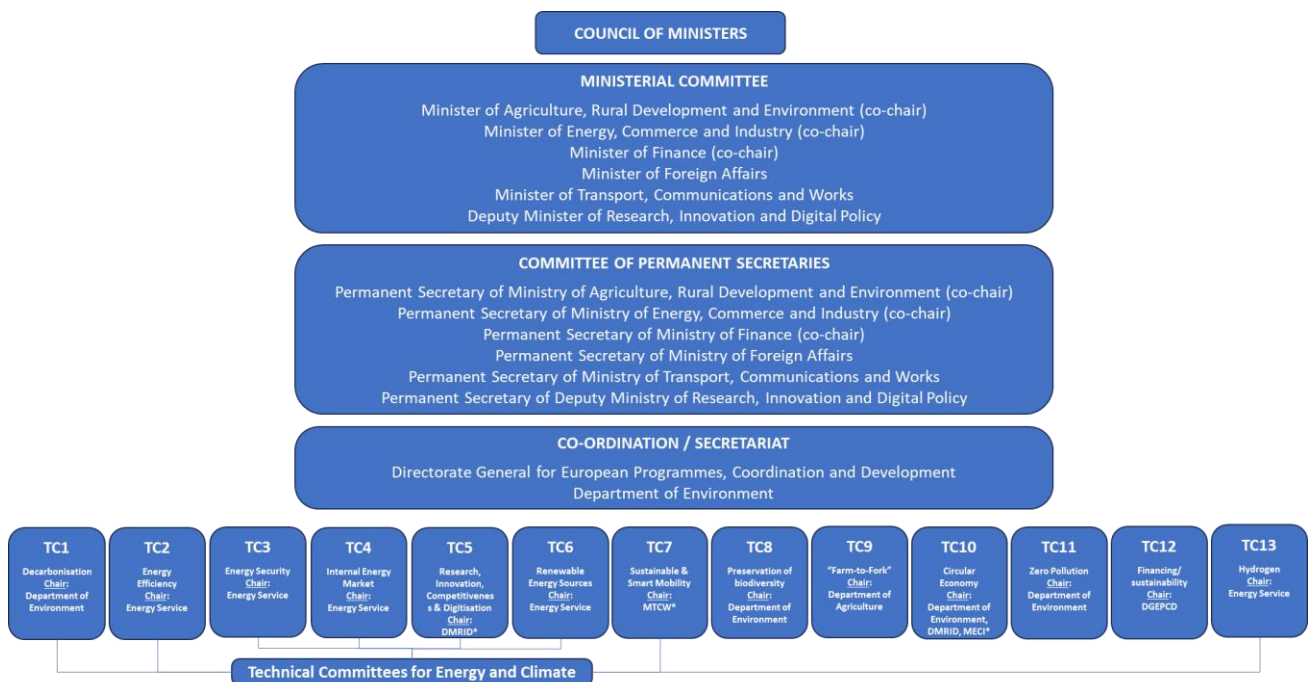 COUNCIL OF MINISTERS
MINISTERIAL COMMITTEE
Minister of Agriculture, Rural Development and Environment (co-chair)
Minister of Energy, Commerce and Industry (co-chair)
Minister of Finance (co-chair)
Minister of Foreign Affairs
Minister of Transport, Communications and Works
Deputy Minister of Research, Innovation and Digital Policy
COMMITTEE OF PERMANENT SECRETARIES
Permanent Secretary of Ministry of Agriculture, Rural Development and Environment (co-chair)
Permanent Secretary of Ministry of Energy, Commerce and Industry (co-chair)
Permanent Secretary of Ministry of Finance (co-chair)
Permanent Secretary of Ministry of Foreign Affairs
Permanent Secretary of Ministry of Transport, Communications and Works
Permanent Secretary of Deputy Ministry of Research, Innovation and Digital Policy
CO-ORDINATION / SECRETARIAT
Directorate General for European Programmes, Coordination and Development
Department of Environment
TC1
Decarbonisation
Chair:
Department of
Environment
TC2
Energy
Efficiency
Chair:
Energy Service
TC3
Energy Security
Chair:
Energy Service
TC4
Internal Energy
Market
Chair:
Energy Service
TC5
Research,
Innovation,
Competitivenes
s & Digitisation
Chair:
DMRID*
TC6
Renewable
Energy Sources
Chair:
Energy Service
TC7
Sustainable &
Smart Mobility
Chair:
MTCW*
TC8
Preservation of
biodiversity
Chair:
Department of
Environment
TC9
"Farm-to-Fork"
Chair:
Department of
Agriculture
TC10
Circular
Economy
Chair:
Department of
Environment,
DMRID, MECI*
TC11
Zero Pollution
Chair:
Department of
Environment
TC12
Financing/
sustainability
Chair:
DGEPCD
TC13
Hydrogen
Chair:
Energy Service
Technical Committees for Energy and Climate